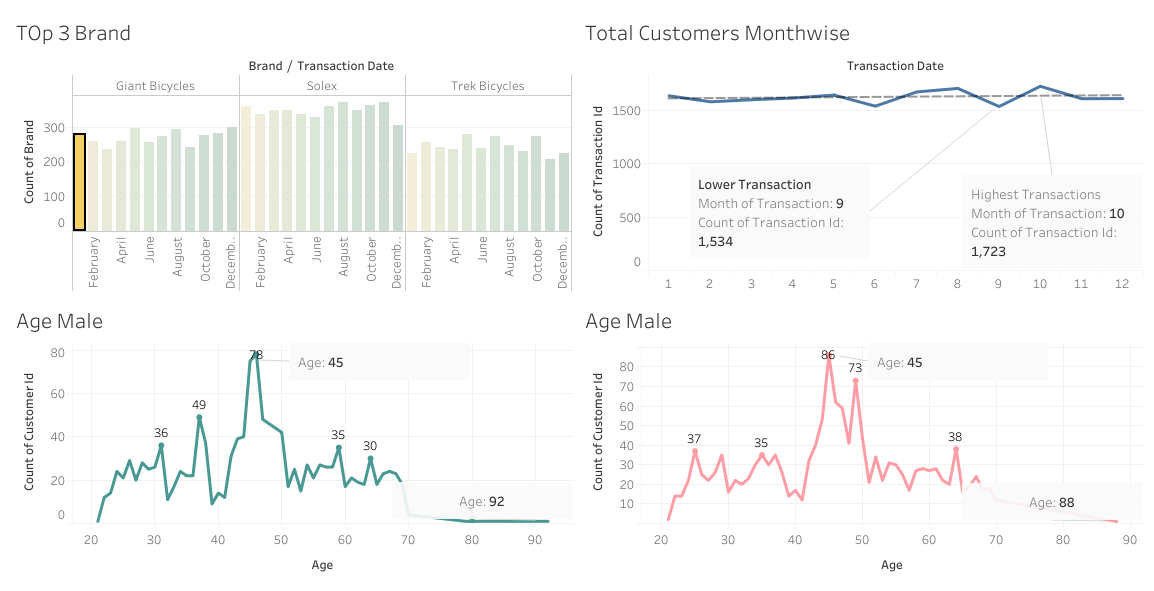 TOp 3 Brand
Brand / Transaction Date
Giant Bicycles Solex Trek Bicycles
Count of Brand
300
200
100
0
February April June August October Decemb.. February April June August October Decemb.. February April June August October Decemb..
Total Customers Monthwise
Transaction Date
Count of Transaction Id
1500
1000
500
0
Lower Transaction
Month of Transaction: 9
Count of Transaction Id:
1,534
Highest Transactions
Month of Transaction: 10
Count of Transaction Id:
1,723
1 2 3 4 5 6 7 8 9 10 11 12
Age Male
Count of Customer Id
80
60
40
20
0
36
49
78
Age: 45
35
30
Age: 92
20 30 40 50 60 70 80 90
Age
Age Male
Count of Customer Id
80
70
60
50
40
30
20
10
37
35
86
Age: 45
73
38
Age: 88
20 30 40 50 60 70 80 90
Age